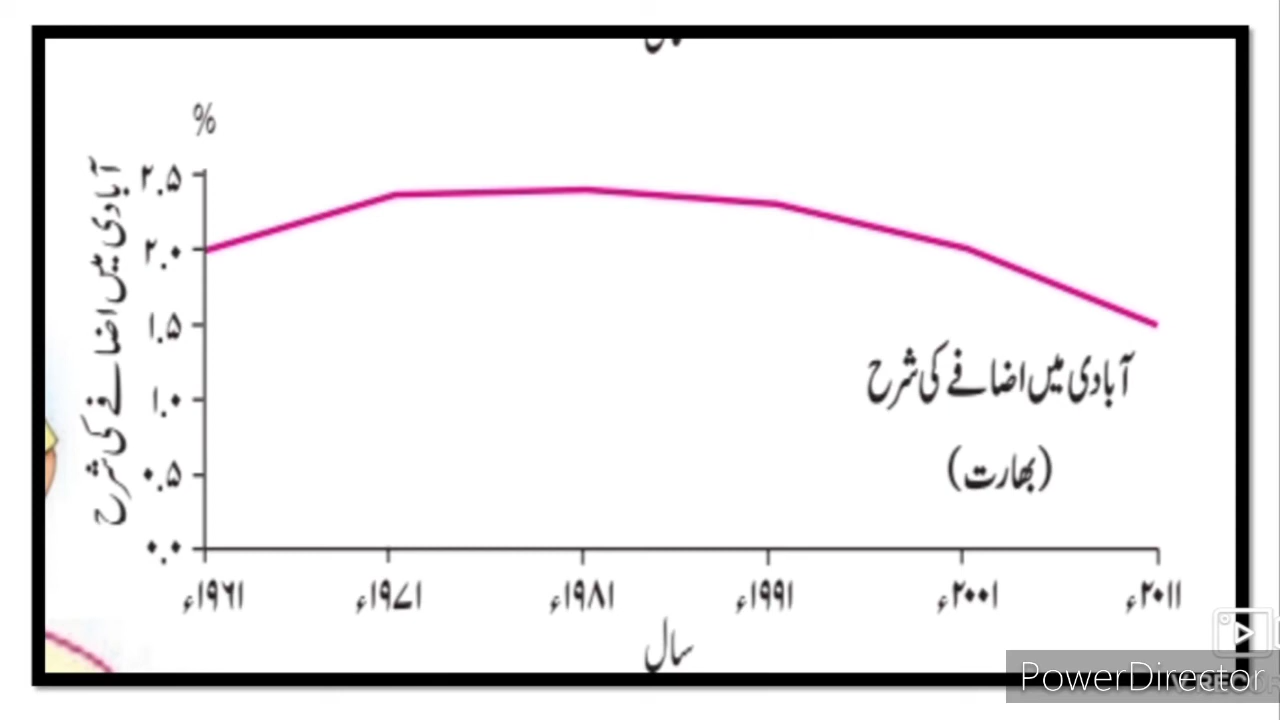 %
آبادی میں اضافے کی شرح
۲.۵
۲.۰
۱.۵
۱.۰
۰.۵
۰.۰
آبادی میں اضافے کی شرح
(بھارت)
۱۹۶۱ء
۱۹۷۱ء
۱۹۸۱ء
۱۹۹۱ء
۲۰۰۱ء
۲۰۱۱ء
سال
PowerDirector